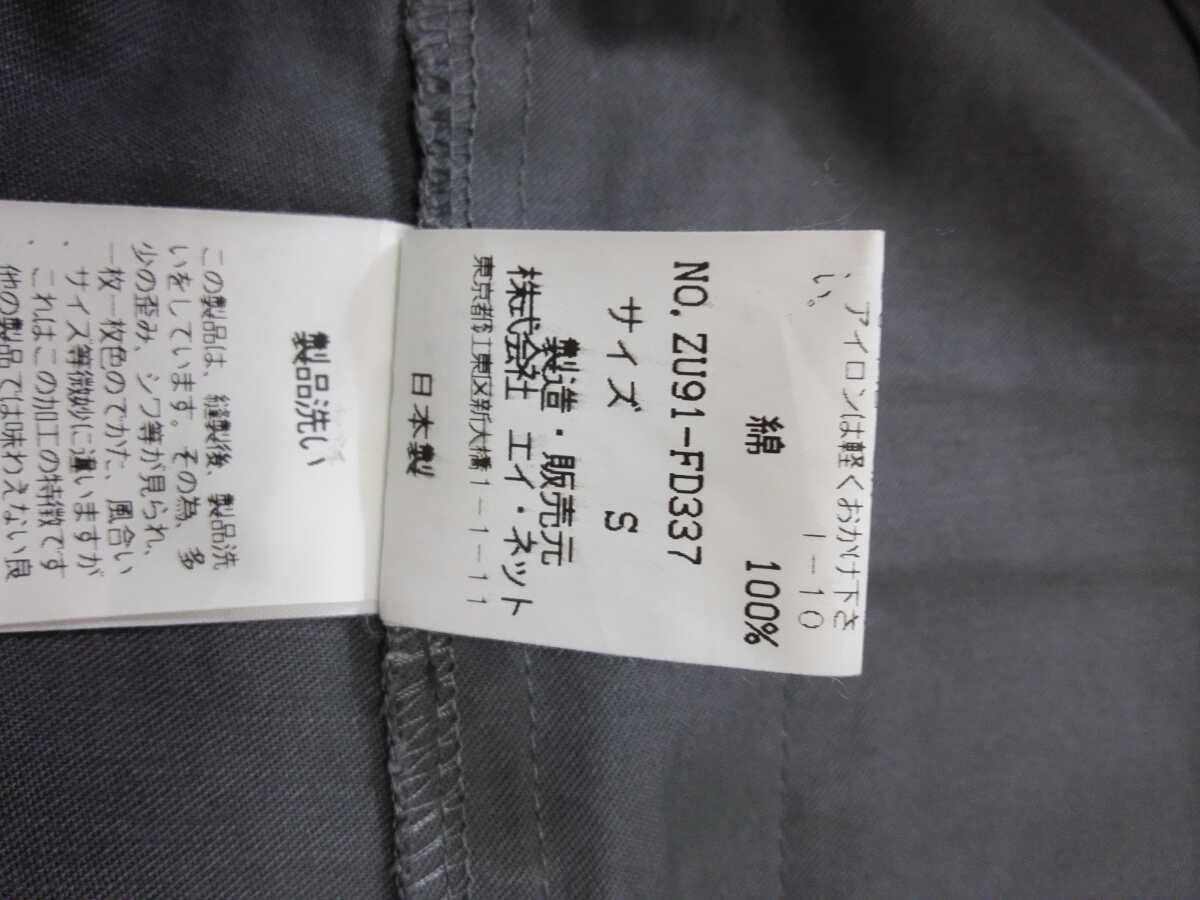 アイロンは軽くおかけ下さ
い。
1-10
綿 100%
NO.ZU91-FD337
サイズ S
製造・販売元
株式会社 エイ・ネット
東京都江東区新大橋1-1-11
日本製
製品洗い
この製品は、縫製後、製品洗
いをしています。その為、多
少の歪み、シワ等が見られ、
一枚一枚色のでかた、風合い
、サイズ等微妙に違いますが
、これはこの加工の特徴です
他の製品では味わえない良